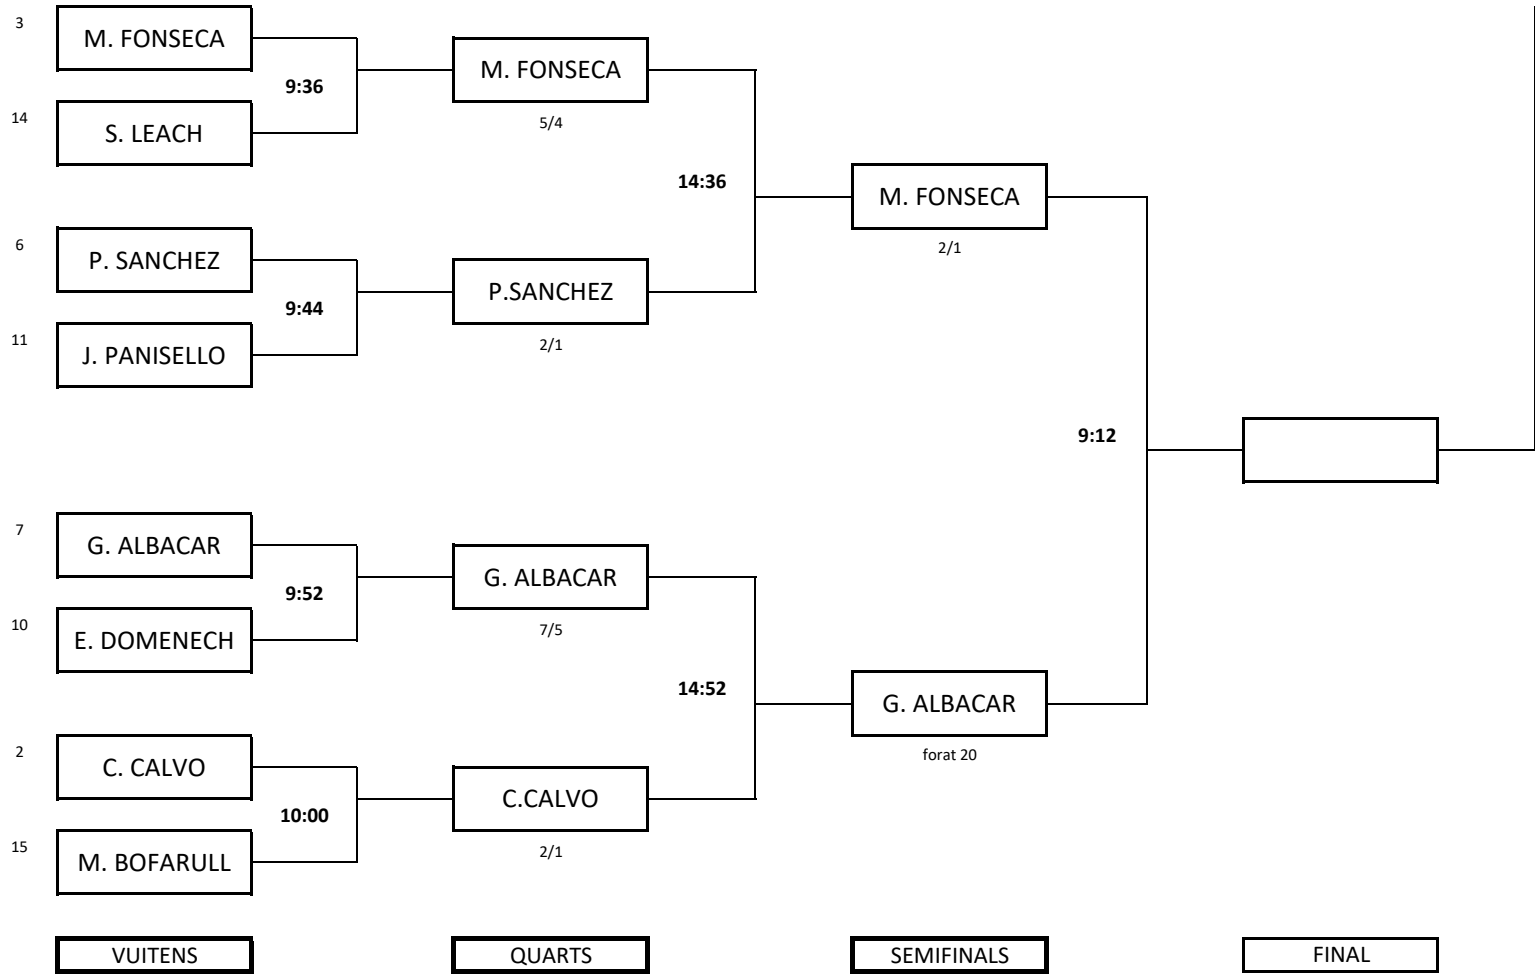 3
M. FONSECA
9:36
M. FONSECA
14
S. LEACH
5/4
14:36
M. FONSECA
6
P. SANCHEZ
2/1
9:44
P.SANCHEZ
11
J. PANISELLO
2/1
9:12
7
G. ALBACAR
9:52
G. ALBACAR
10
E. DOMENECH
7/5
14:52
G. ALBACAR
2
C. CALVO
forat 20
10:00
C.CALVO
15
M. BOFARULL
2/1
VUITENS
QUARTS
SEMIFINALS
FINAL